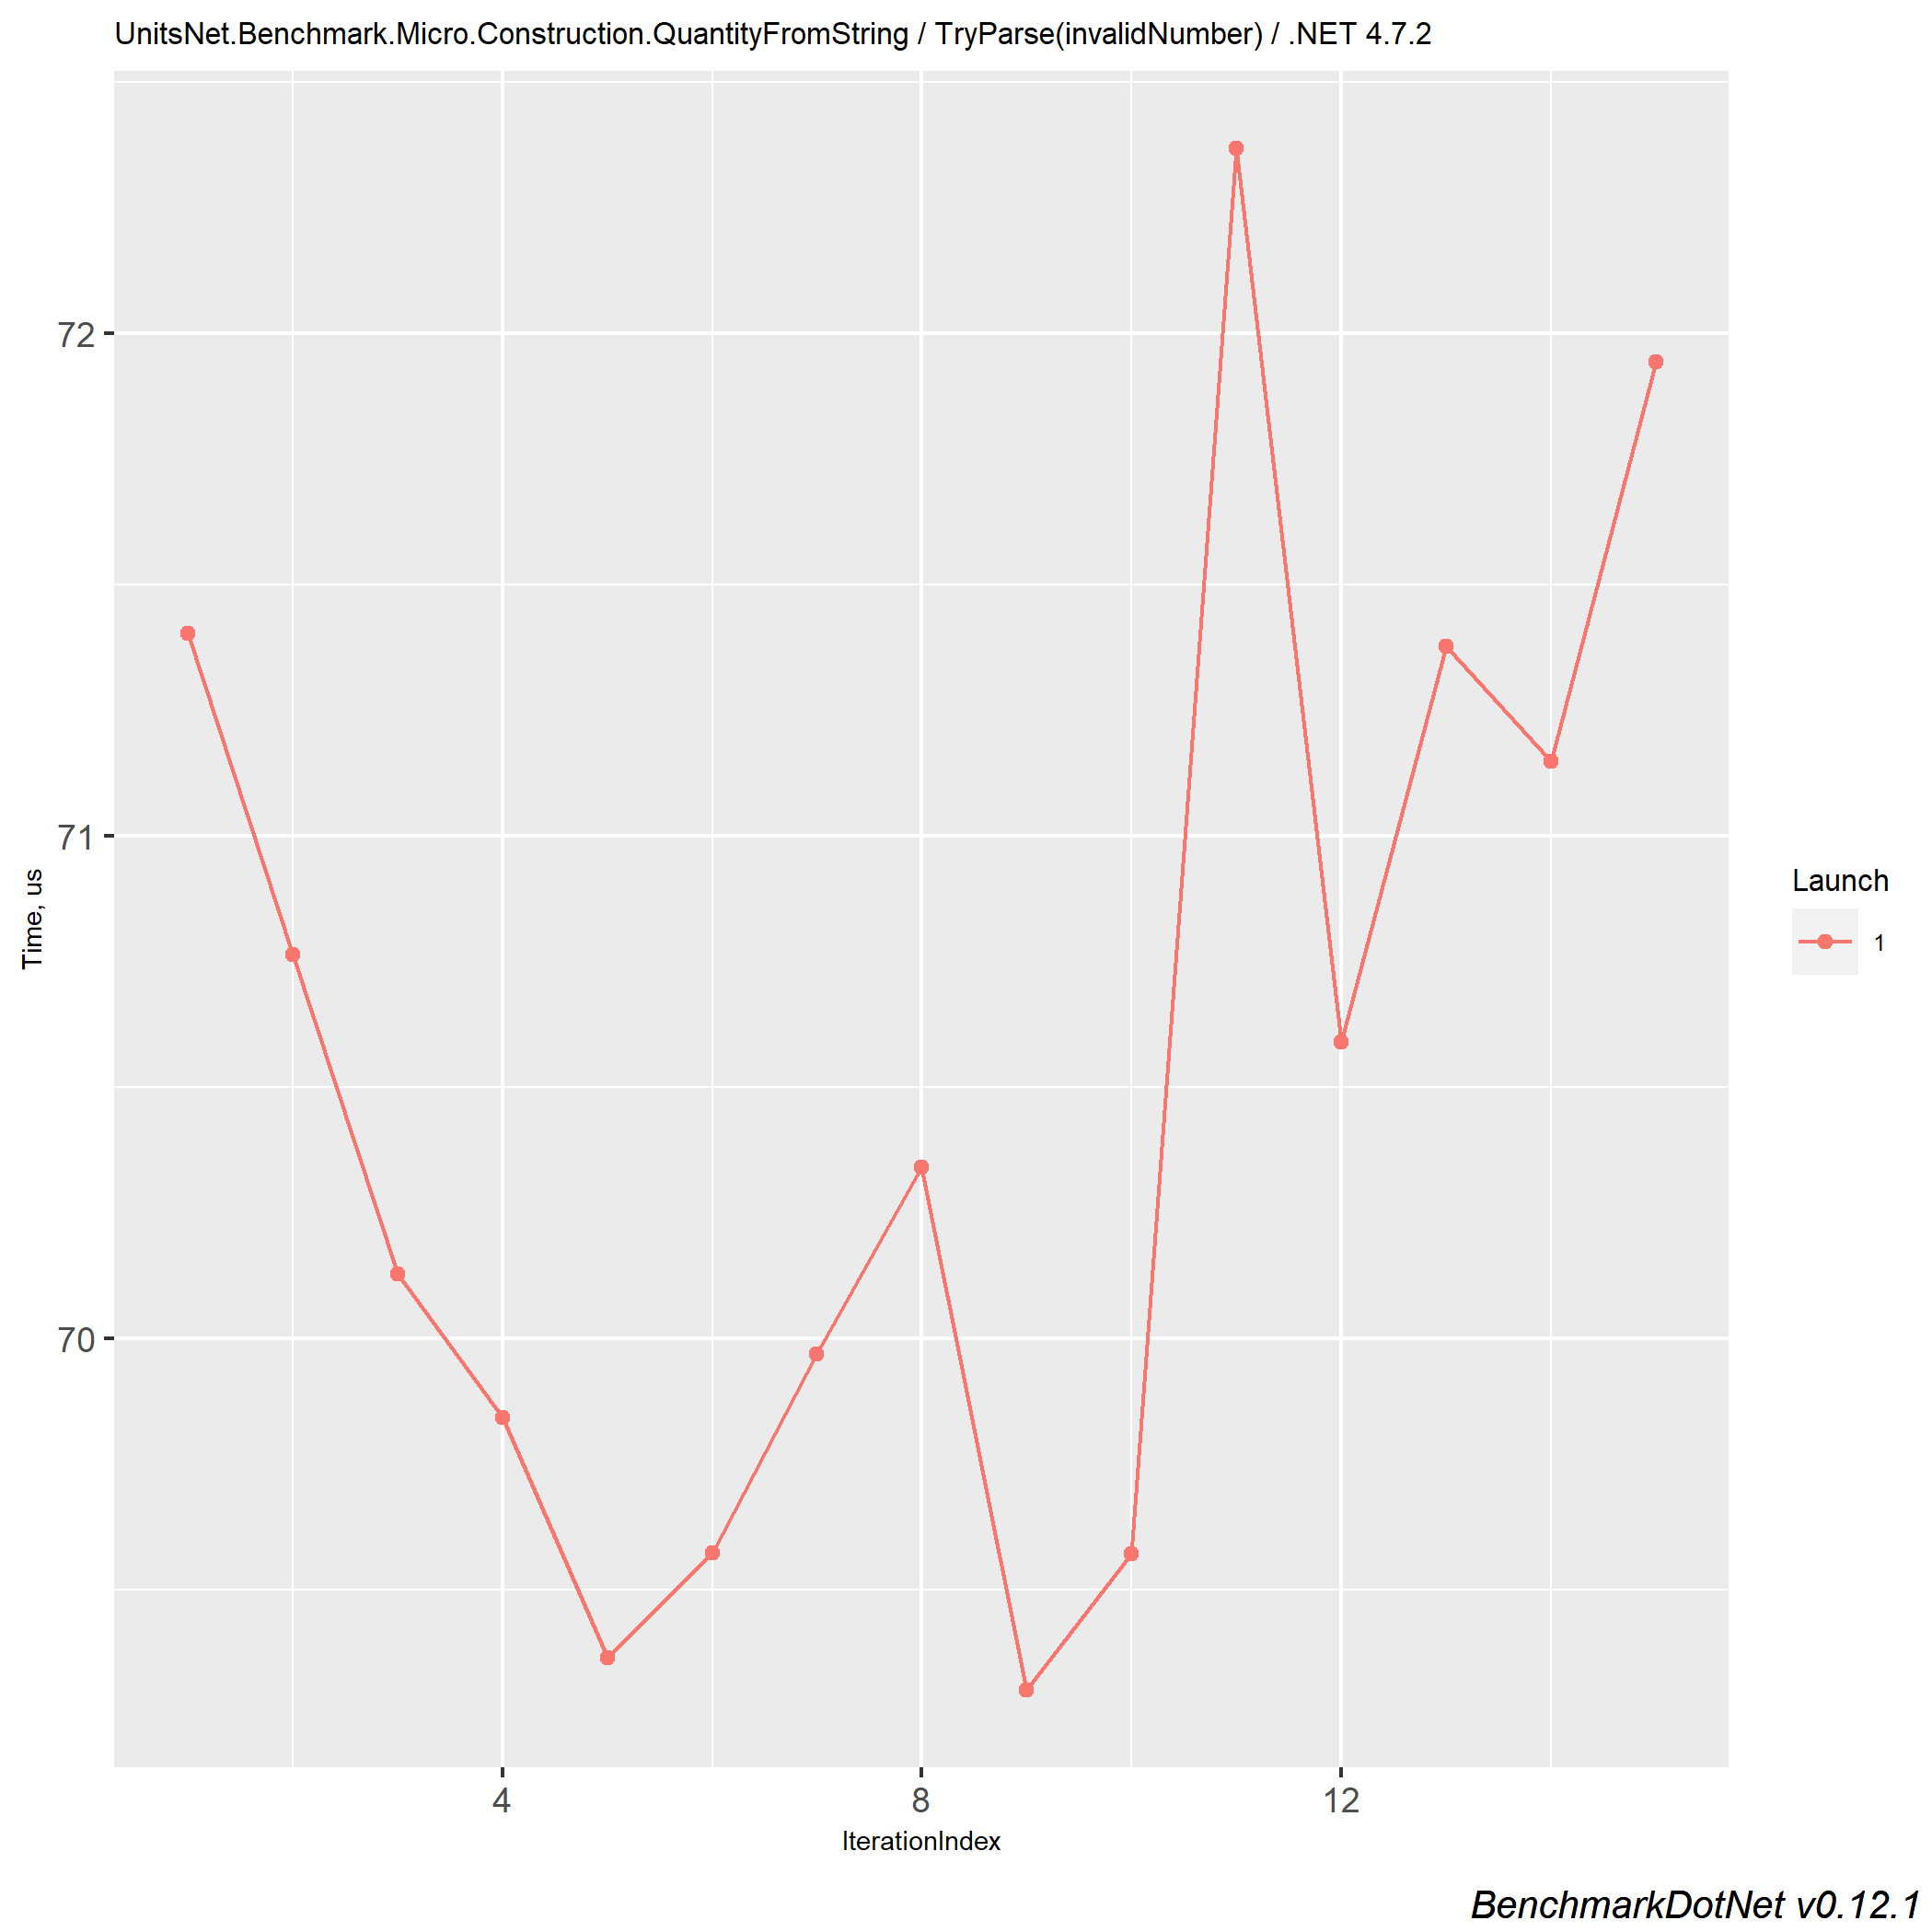 UnitsNet.Benchmark.Micro.Construction.QuantityFromString / TryParse(invalidNumber) / .NET 4.7.2
72
71
70
Time, us
4
8
12
IterationIndex
Launch
1
BenchmarkDotNet v0.12.1